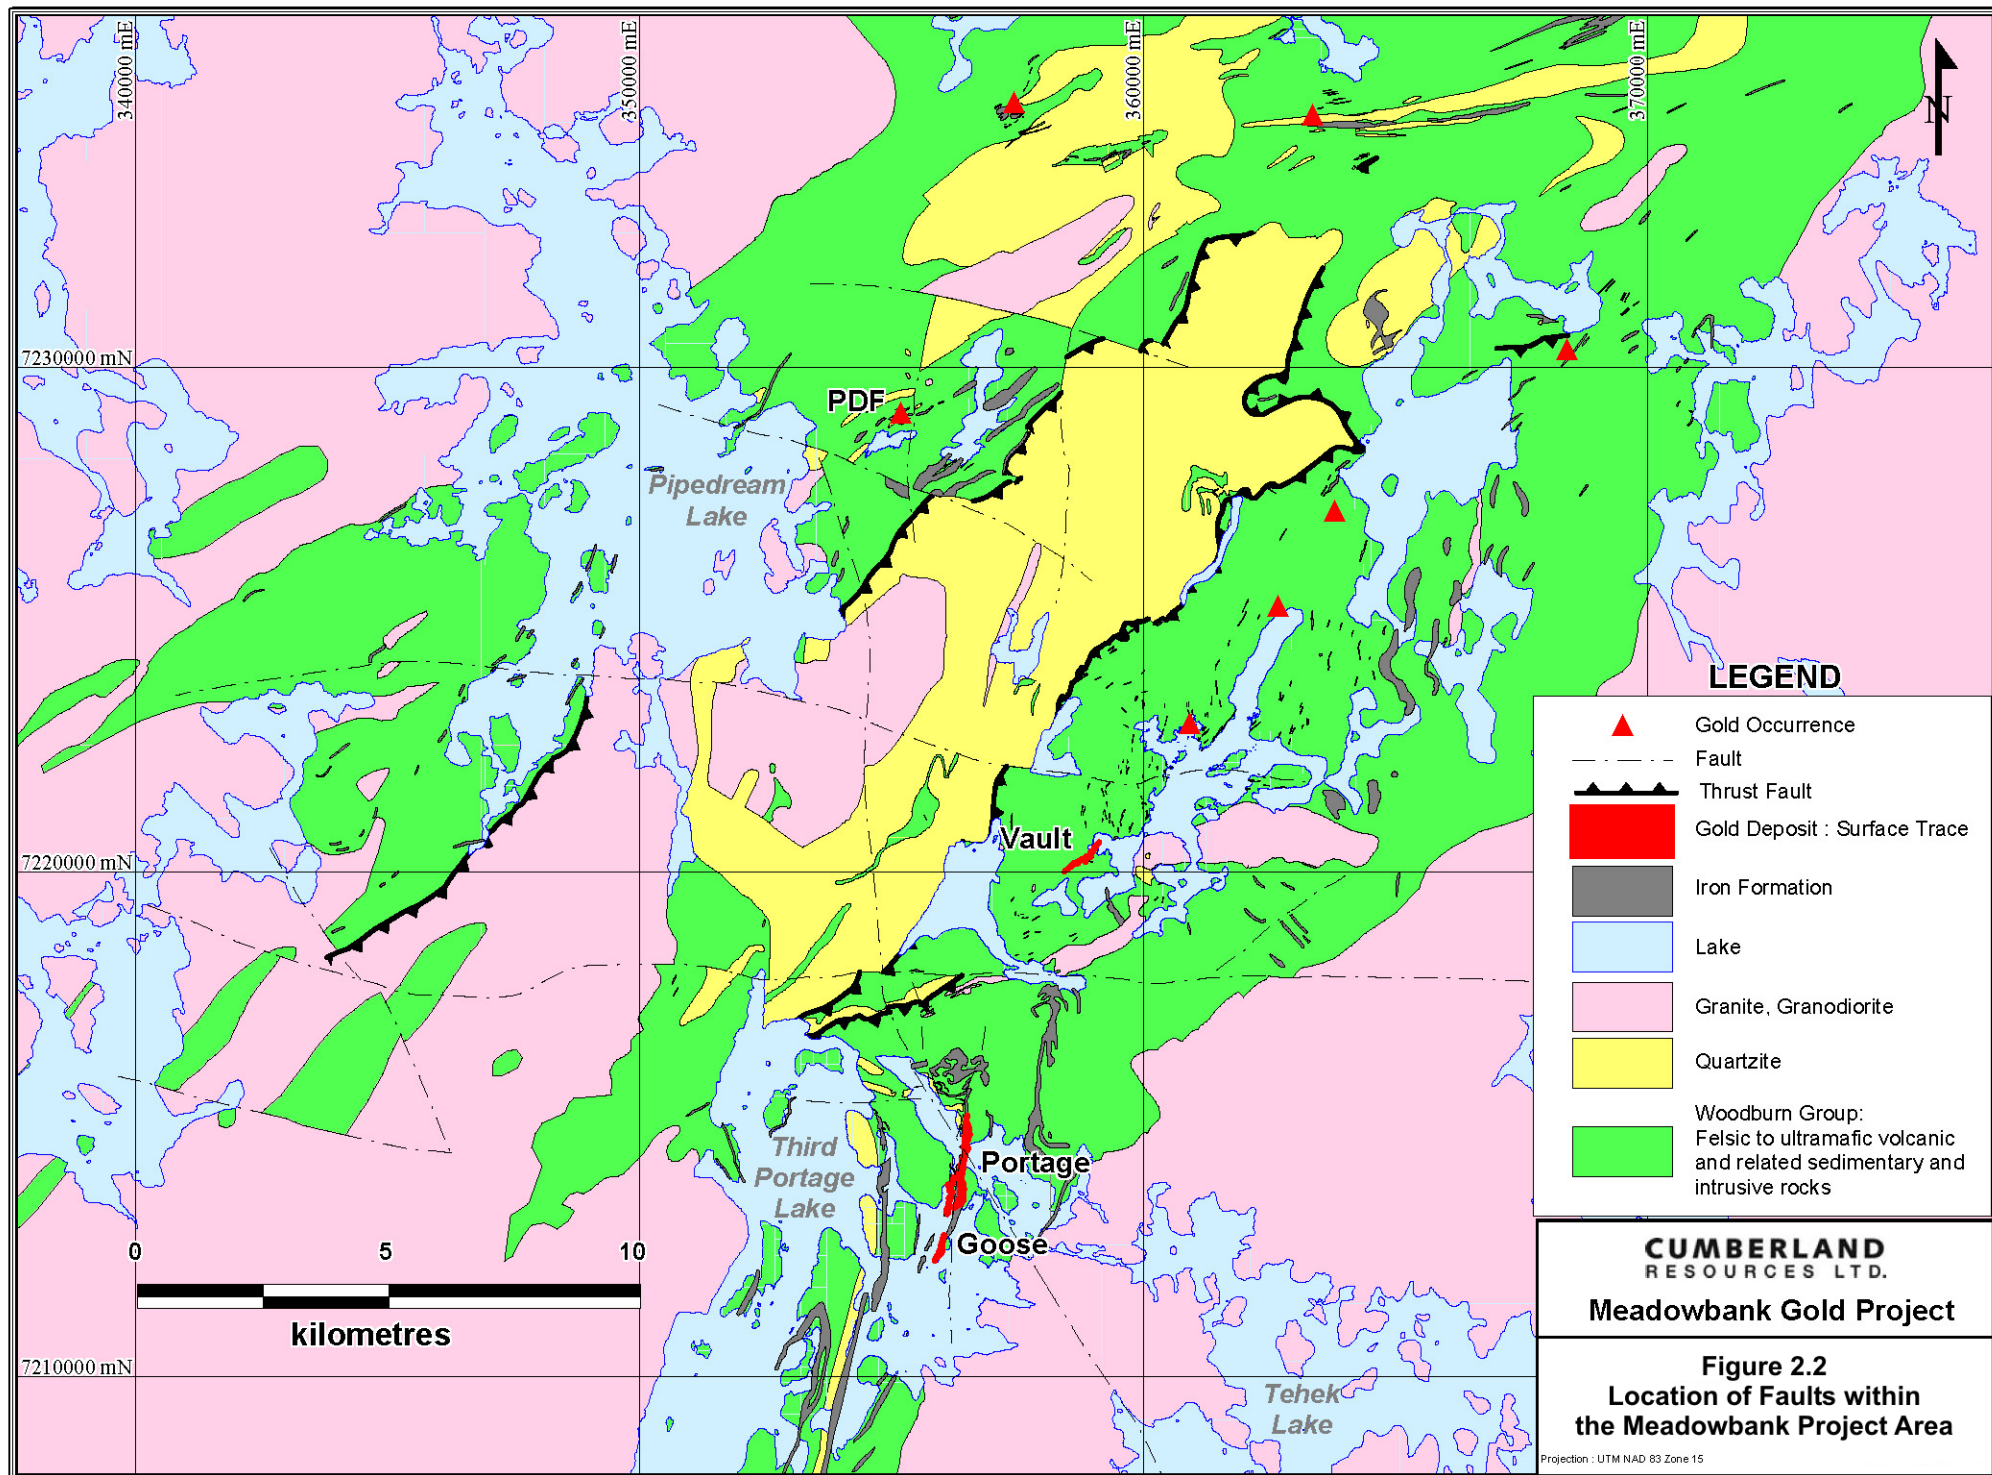 340000 mE
350000 mE
360000 mE
370000 mE
N
7230000 mN
PDF
Pipedream
Lake
LEGEND
Gold Occurrence
Fault
Thrust Fault
Gold Deposit : Surface Trace
Iron Formation
Lake
Granite, Granodiorite
Quartzite
Woodburn Group:
Felsic to ultramafic volcanic
and related sedimentary and
intrusive rocks
Vault
7220000 mN
Third
Portage
Lake
Portage
Goose
0 5 10
kilometres
7210000 mN
Tehek
Lake
CUMBERLAND
RESOURCES LTD.
Meadowbank Gold Project
Figure 2.2
Location of Faults within
the Meadowbank Project Area
Projection : UTM NAD 83 Zone 15